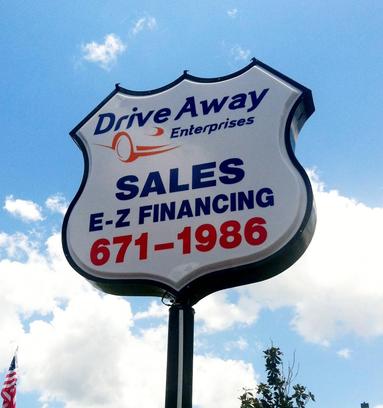 Drive Away
Enterprises
SALES
E-Z FINANCING
671-1986